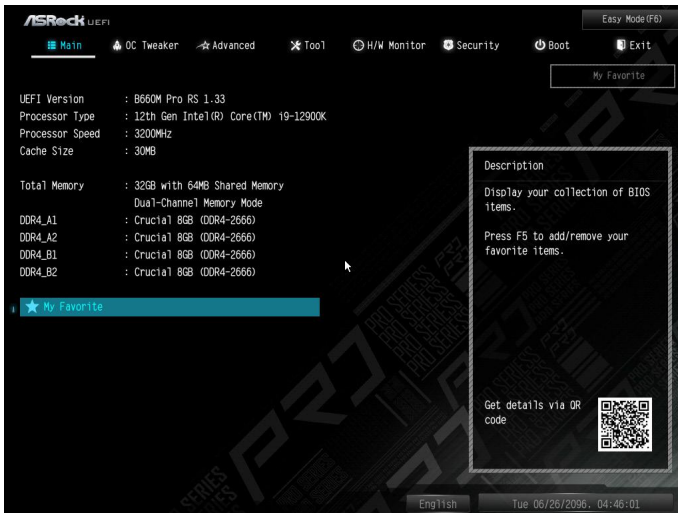 ASRock UEFI
Easy Mode(F6)
Main OC Tweaker Advanced Tool H/W Monitor Security Boot Exit
My Favorite
UEFI Version : B660M Pro RS 1.33
Processor Type : 12th Gen Intel(R) Core(TM) i9-12900K
Processor Speed : 3200MHz
Cache Size : 30MB
Total Memory : 32GB with 64MB Shared Memory
Dual-Channel Memory Mode
DDR4_A1 : Crucial 8GB (DDR4-2666)
DDR4_A2 : Crucial 8GB (DDR4-2666)
DDR4_B1 : Crucial 8GB (DDR4-2666)
DDR4_B2 : Crucial 8GB (DDR4-2666)
My Favorite
Description
Display your collection of BIOS
items.
Press F5 to add/remove your
favorite items.
Get details via QR
code
English
Tue 06/26/2096. 04:46:01
PRO SERIES